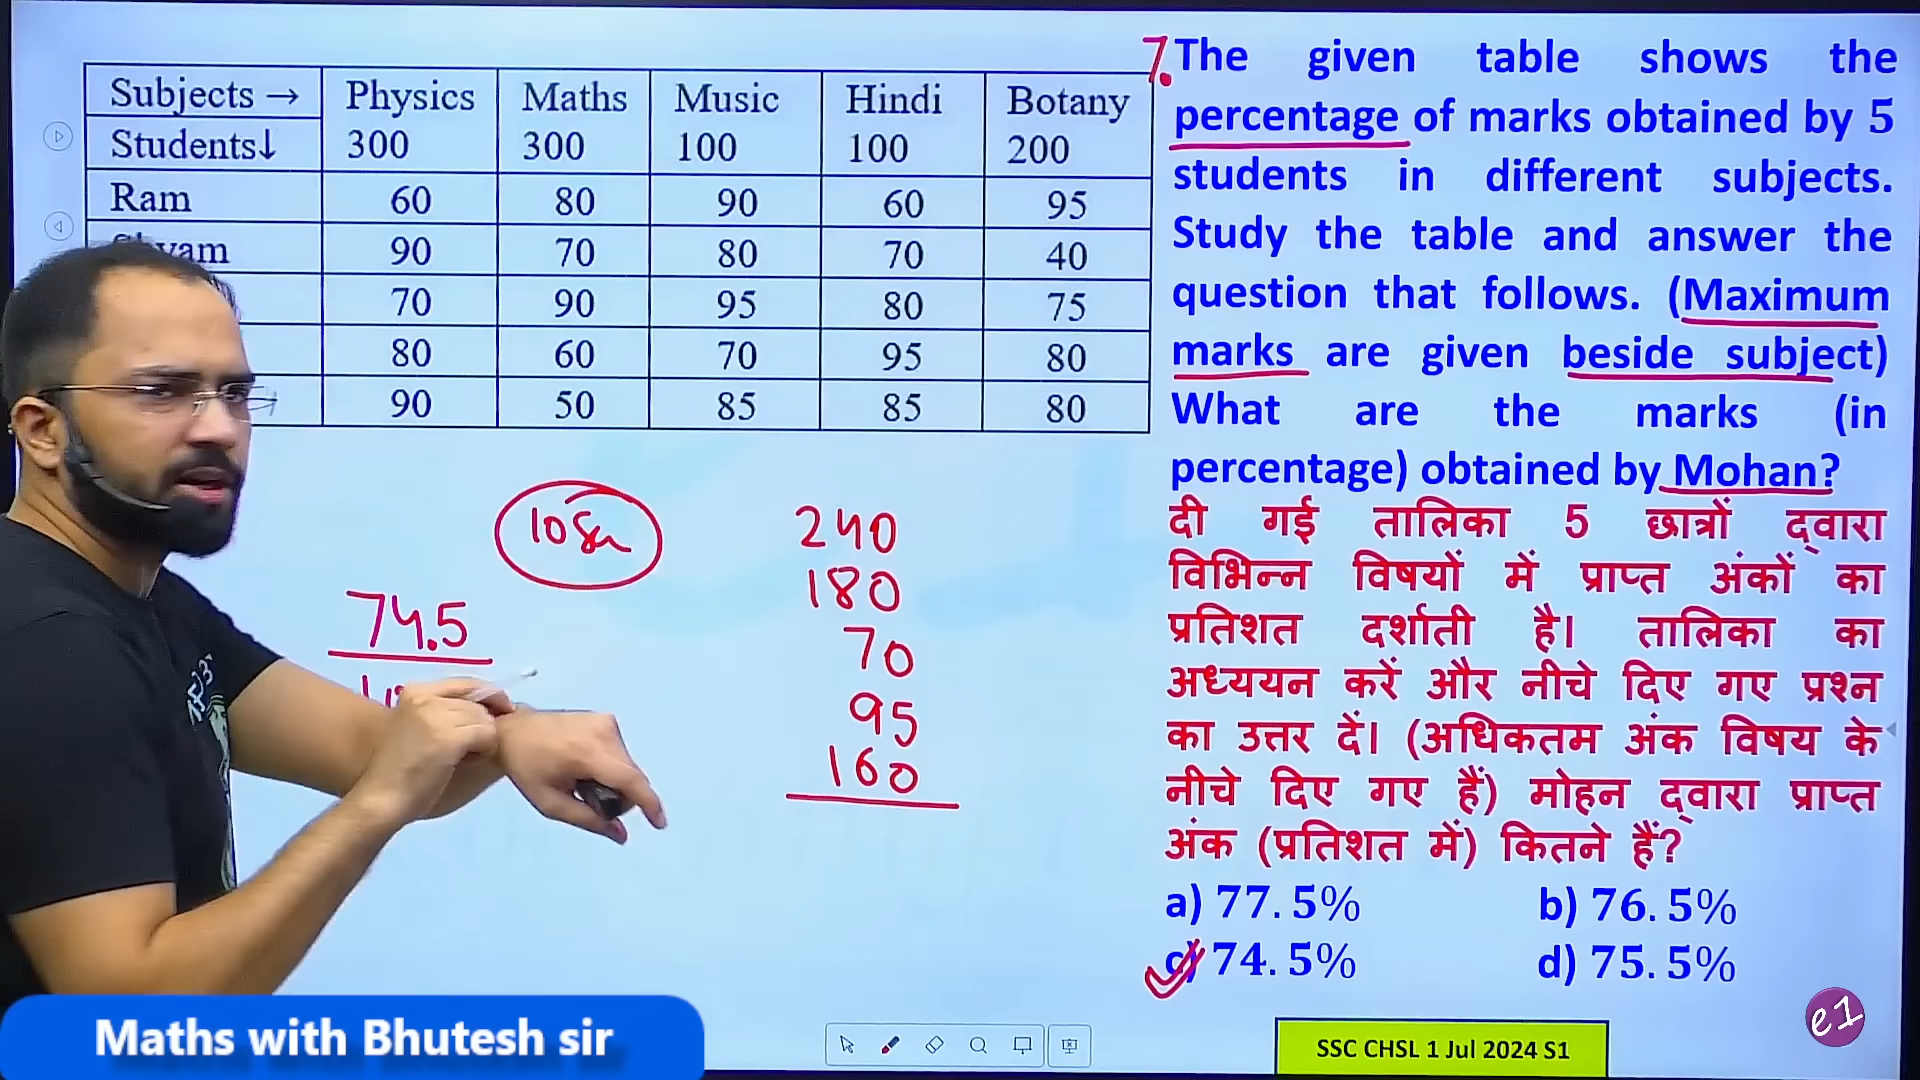 Subjects → Physics Maths Music Hindi Botany
Students↓ 300 300 100 100 200
Ram 60 80 90 60 95
90 70 80 70 40
70 90 95 80 75
80 60 70 95 80
90 50 85 85 80
7. The given table shows the
percentage of marks obtained by 5
students in different subjects.
Study the table and answer the
question that follows. (Maximum
marks are given beside subject)
What are the marks (in
percentage) obtained by Mohan?
दी गई तालिका 5 छात्रों द्वारा
विभिन्न विषयों में प्राप्त अंकों का
प्रतिशत दर्शाती है। तालिका का
अध्ययन करें और नीचे दिए गए प्रश्न
का उत्तर दें। (अधिकतम अंक विषय के
नीचे दिए गए हैं) मोहन द्वारा प्राप्त
अंक (प्रतिशत में) कितने हैं?
a) 77.5% b) 76.5%
c) 74.5% d) 75.5%
74.5
240
180
70
95
160
Maths with Bhutesh sir
SSC CHSL 1 Jul 2024 S1
e1